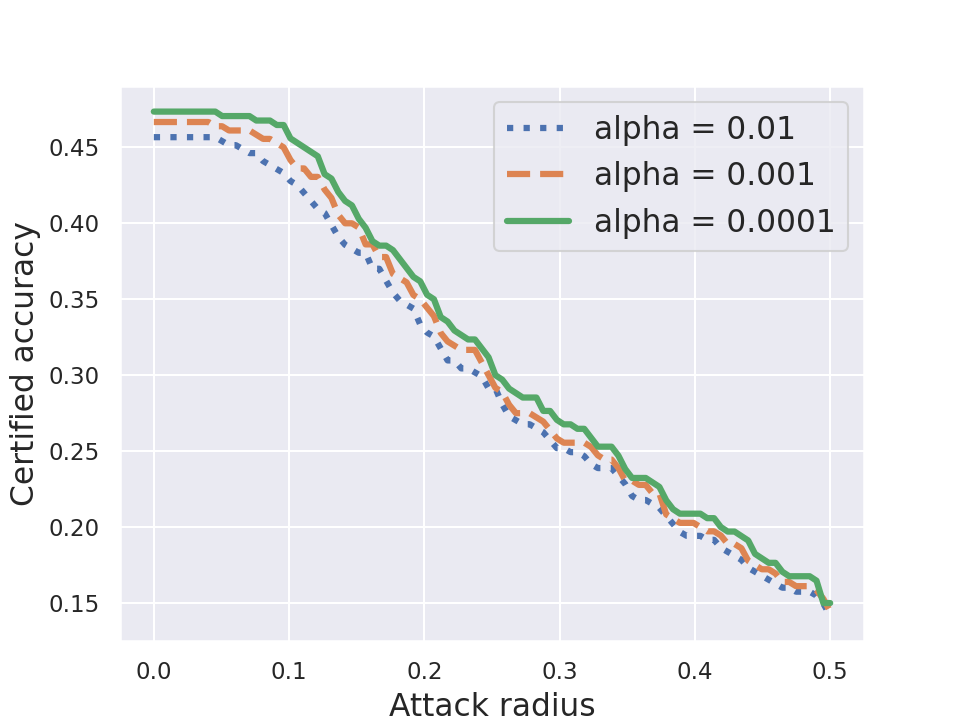 alpha = 0.01
alpha = 0.001
alpha = 0.0001
Certified accuracy
0.45
0.40
0.35
0.30
0.25
0.20
0.15
0.0 0.1 0.2 0.3 0.4 0.5
Attack radius